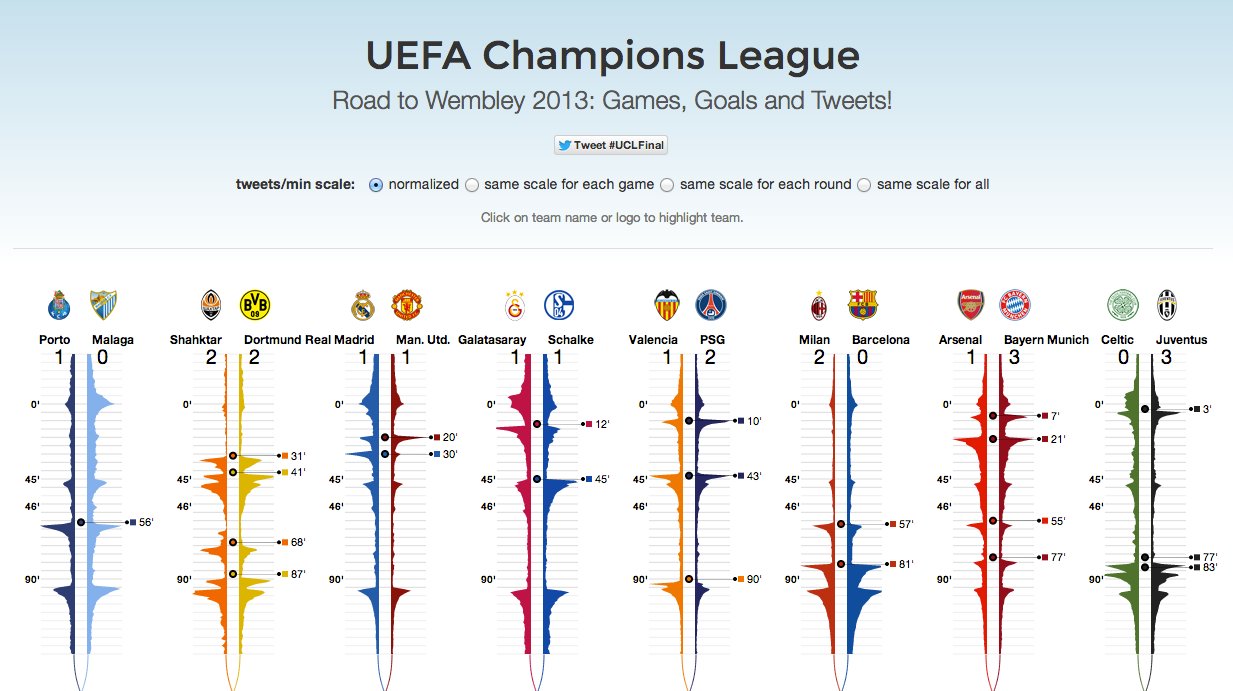 UEFA Champions League
Road to Wembley 2013: Games, Goals and Tweets!
Tweet #UCLFinal
tweets/min scale: normalized same scale for each game same scale for each round same scale for all
Click on team name or logo to highlight team.
Arsenal
BVB
09
Porto Malaga Shahktar Dortmund Real Madrid Man. Utd. Galatasaray Schalke Valencia PSG Milan Barcelona Arsenal Bayern Munich Celtic Juventus
1 0 2 2 1 1 1 1 1 2 2 0 1 3 0 3
0' 0' 0' 0' 0' 0' 0' 0'
3'
7'
10'
12'
20'
21'
30'
31'
41'
43'
45'
45' 45' 45' 45' 45' 45' 45' 45'
46' 46' 46' 46' 46' 46' 46' 46'
55'
56'
57'
68'
77' 77'
81'
83'
87'
90' 90' 90' 90' 90' 90' 90' 90'
90'